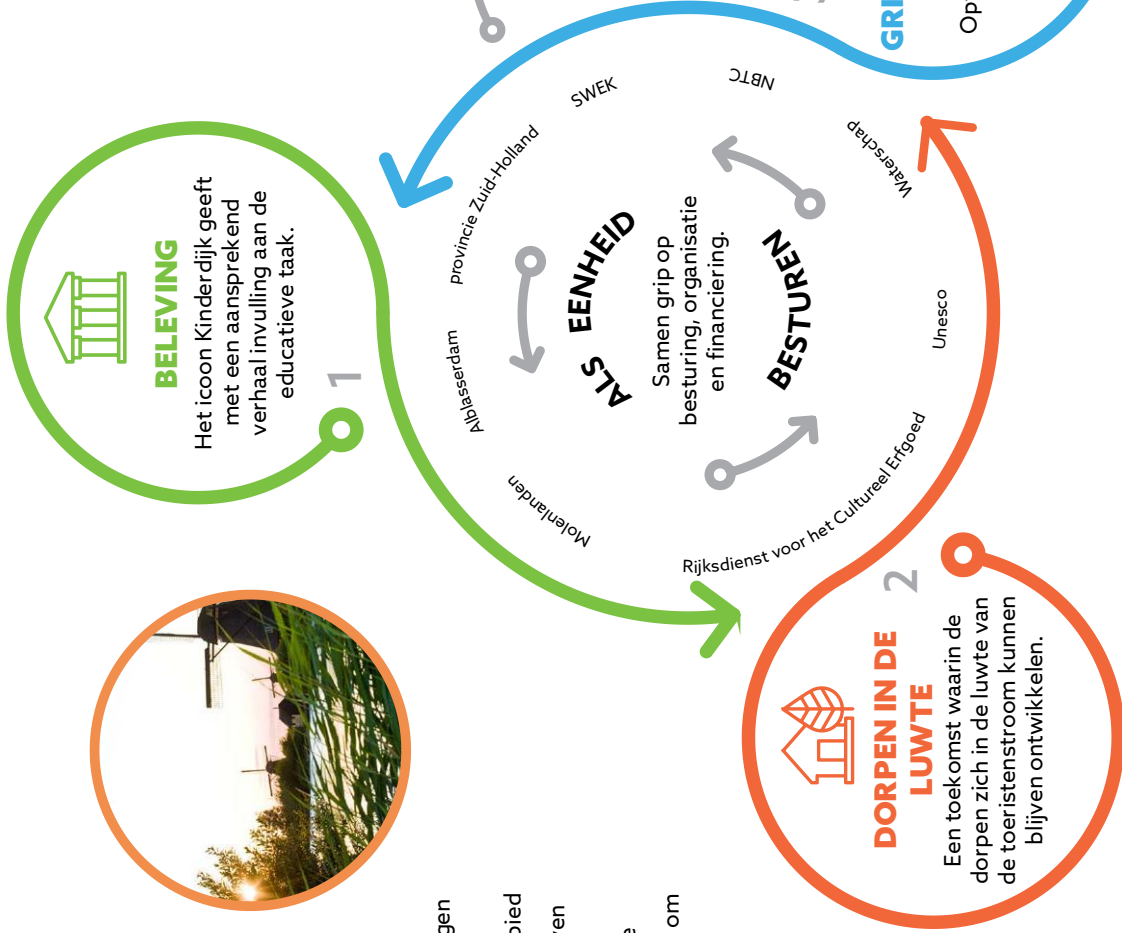 BELEVING
Het icoon Kinderdijk geeft
met een aansprekend
verhaal invulling aan de
educatieve taak.
1
ALS EENHEID
Samen grip op
besturing, organisatie
en financiering.
BESTUREN
Molenlanden
Alblasserdam
provincie Zuid-Holland
SWEK
NBTC
Waterschap
Unesco
Rijksdienst voor het Cultureel Erfgoed
2
DORPEN IN DE
LUWTE
Een toekomst waarin de
dorpen zich in de luwte van
de toeristenstroom kunnen
blijven ontwikkelen.
om